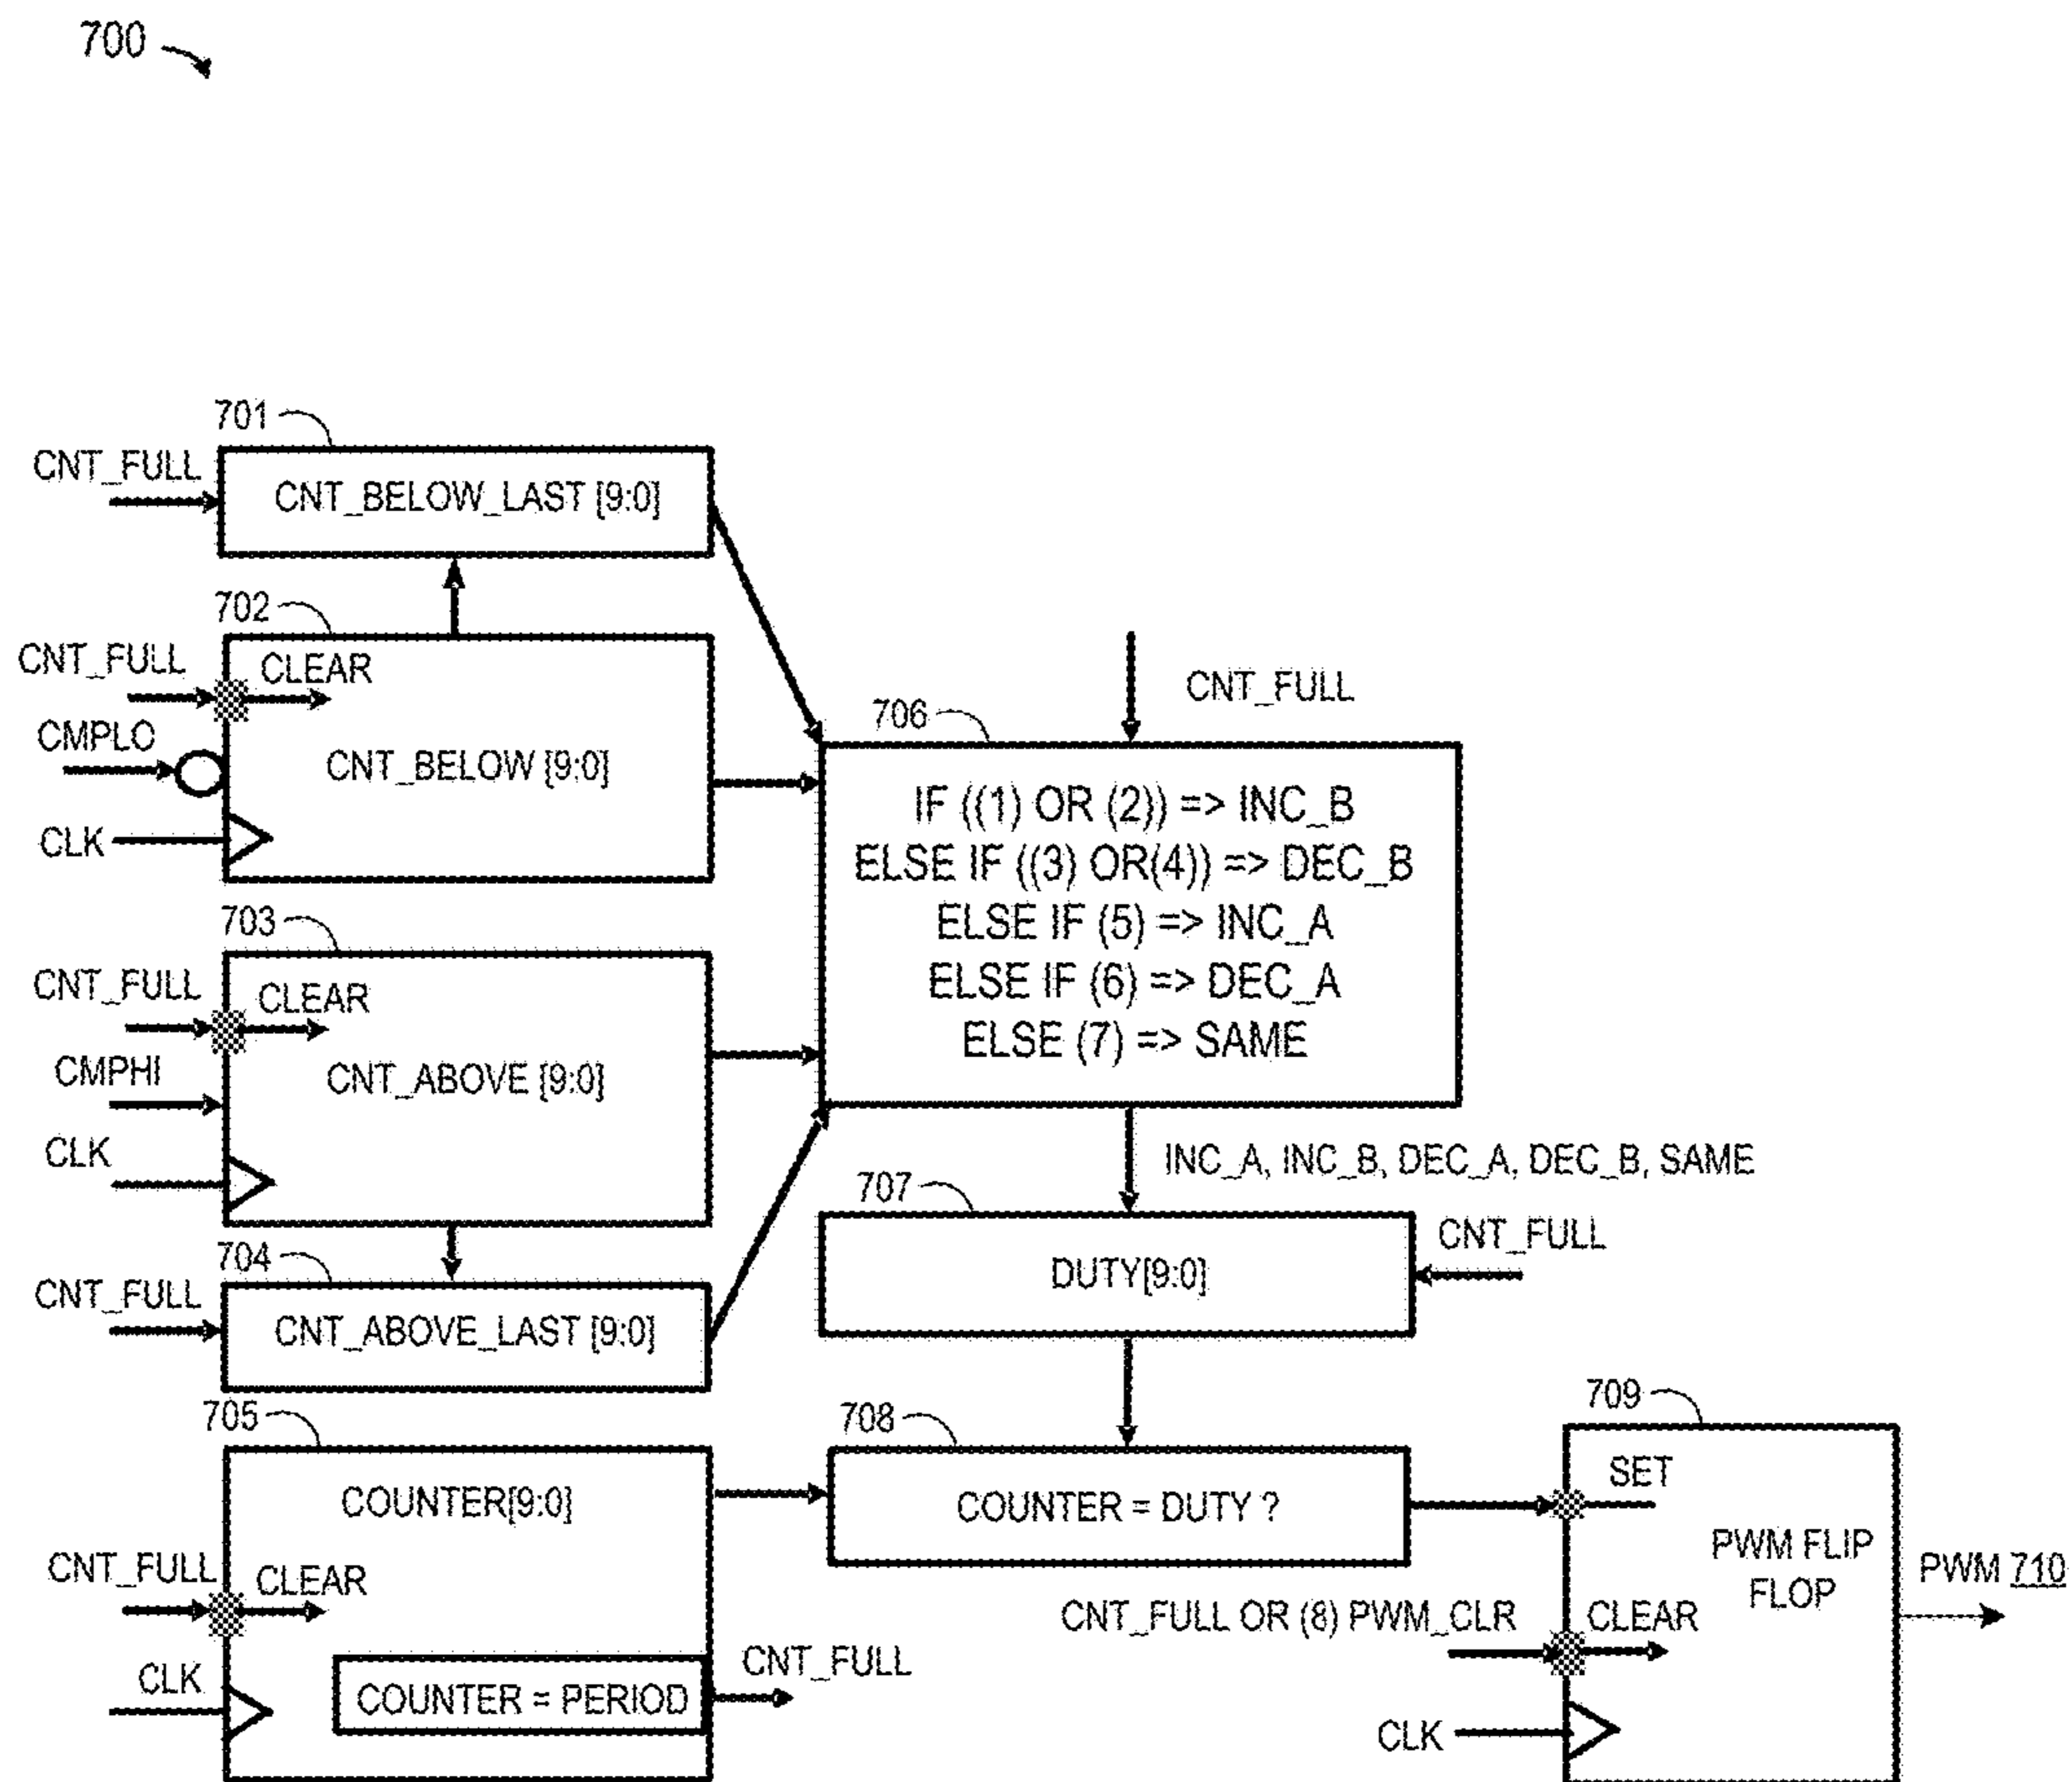 700
701
CNT_FULL
CNT_BELOW_LAST [9:0]
702
CNT_FULL
CLEAR
CMPLO
CNT_BELOW [9:0]
CLK
703
CNT_FULL
CLEAR
CMPHI
CNT_ABOVE [9:0]
CLK
704
CNT_FULL
CNT_ABOVE_LAST [9:0]
705
COUNTER[9:0]
CNT_FULL
CLEAR
CLK
COUNTER = PERIOD
CNT_FULL
CNT_FULL
706
IF ((1) OR (2)) => INC_B
ELSE IF ((3) OR(4)) => DEC_B
ELSE IF (5) => INC_A
ELSE IF (6) => DEC_A
ELSE (7) => SAME
INC_A, INC_B, DEC_A, DEC_B, SAME
707
CNT_FULL
DUTY[9:0]
708
COUNTER = DUTY ?
709
SET
PWM FLIP
FLOP
CNT_FULL OR (8) PWM_CLR
CLEAR
CLK
PWM 710